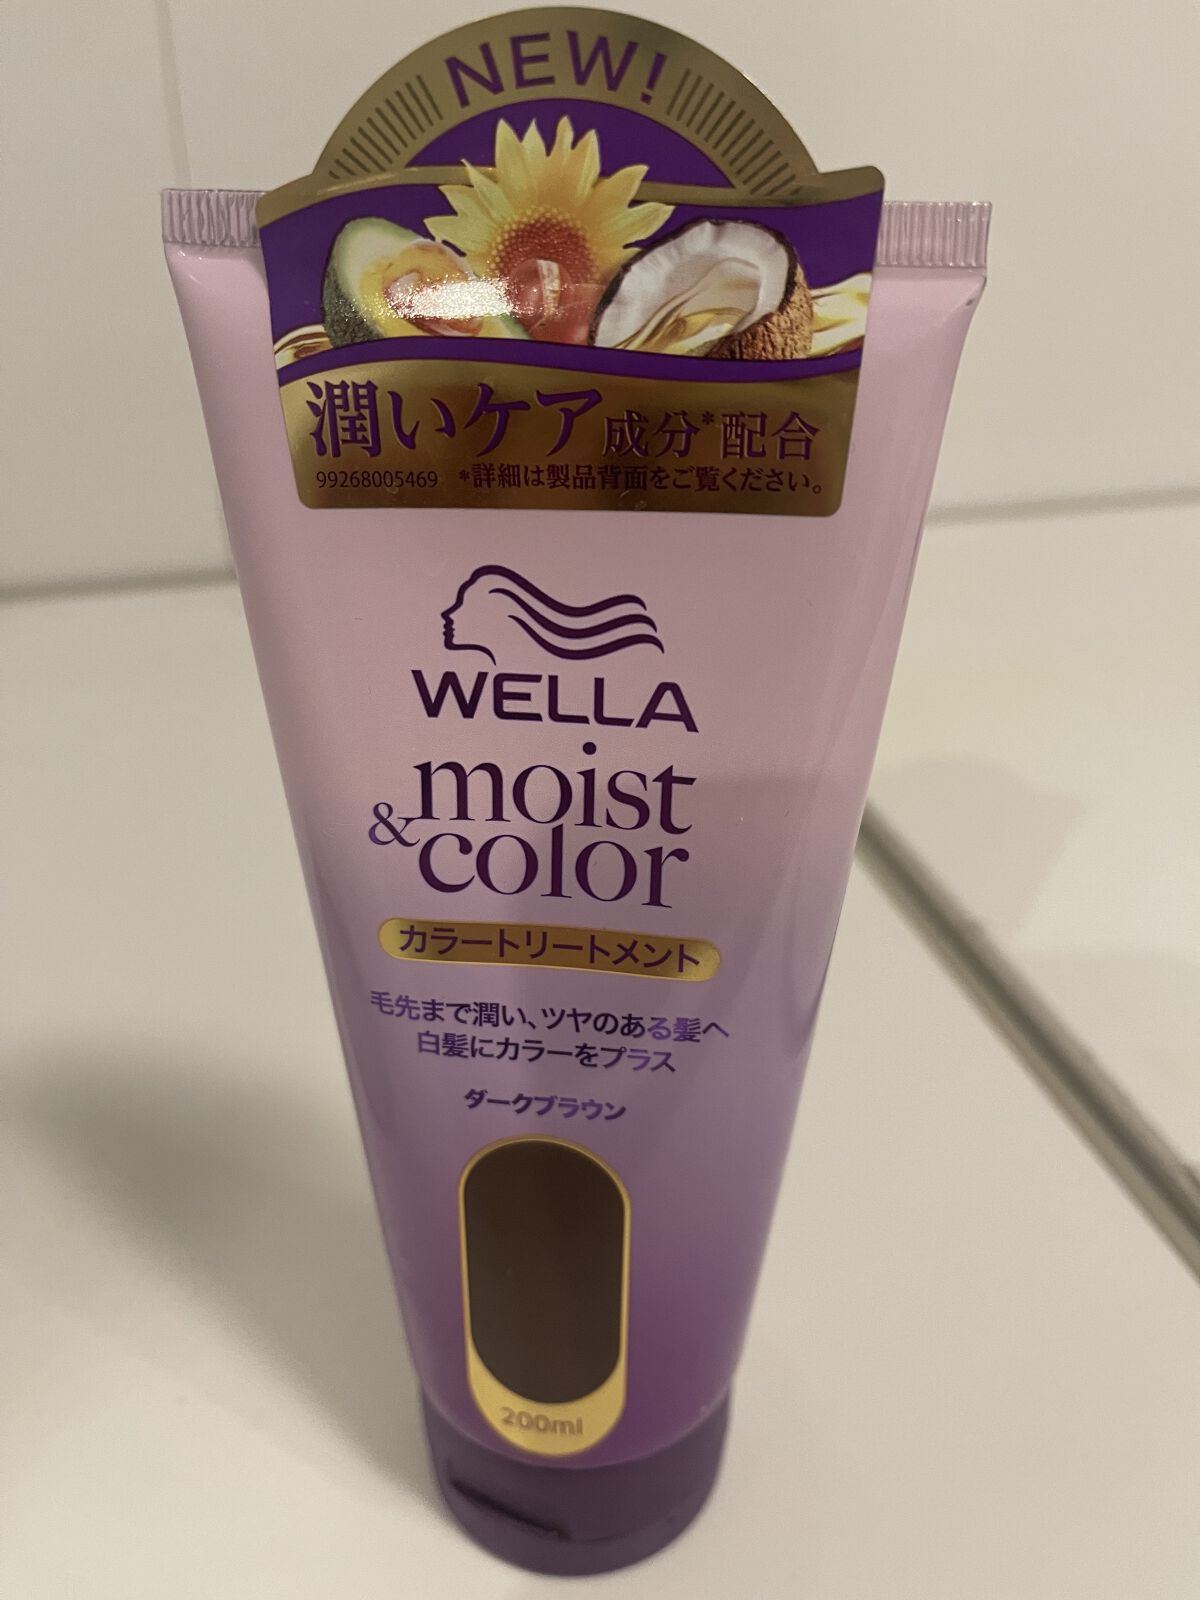 NEW!
潤いケア成分*配合
99268005469 *詳細は製品背面をご覧ください。
WELLA
moist
&color
カラートリートメント
毛先まで潤い、ツヤのある髪へ
白髪にカラーをプラス
ダークブラウン
200ml